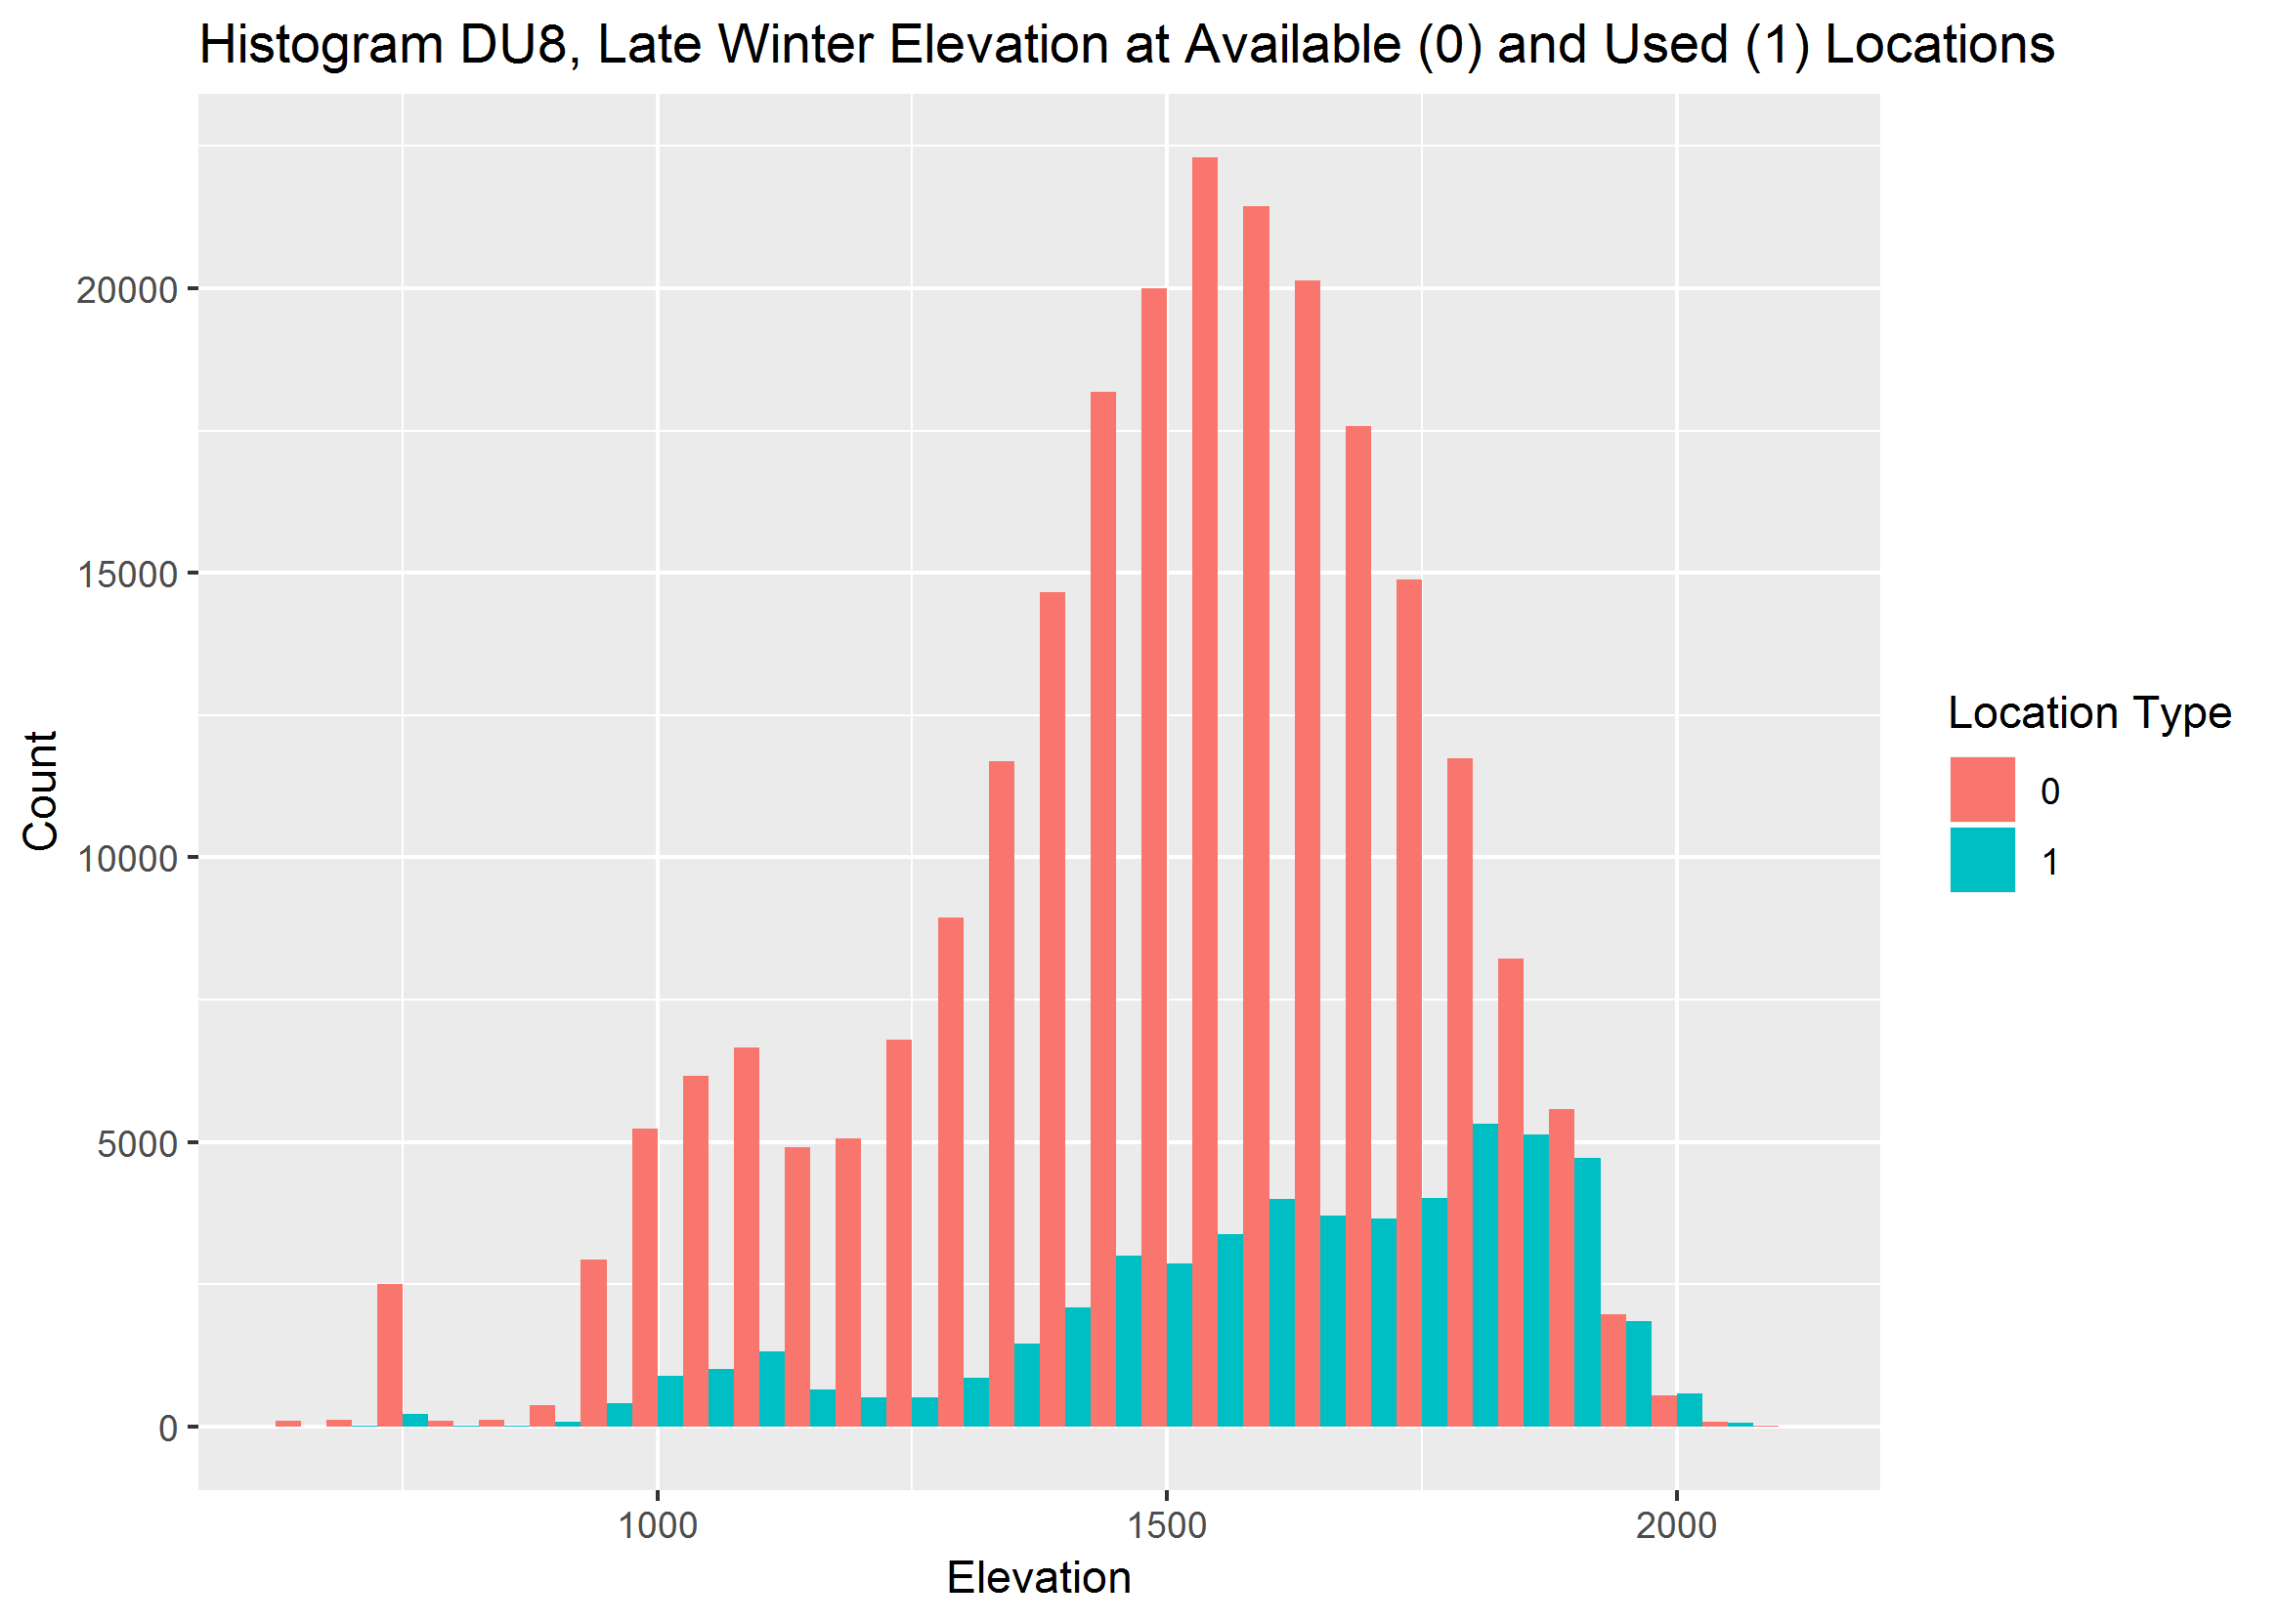 Histogram DU8, Late Winter Elevation at Available (0) and Used (1) Locations
Count
20000
15000
10000
5000
0
1000 1500 2000
Elevation
Location Type
0
1